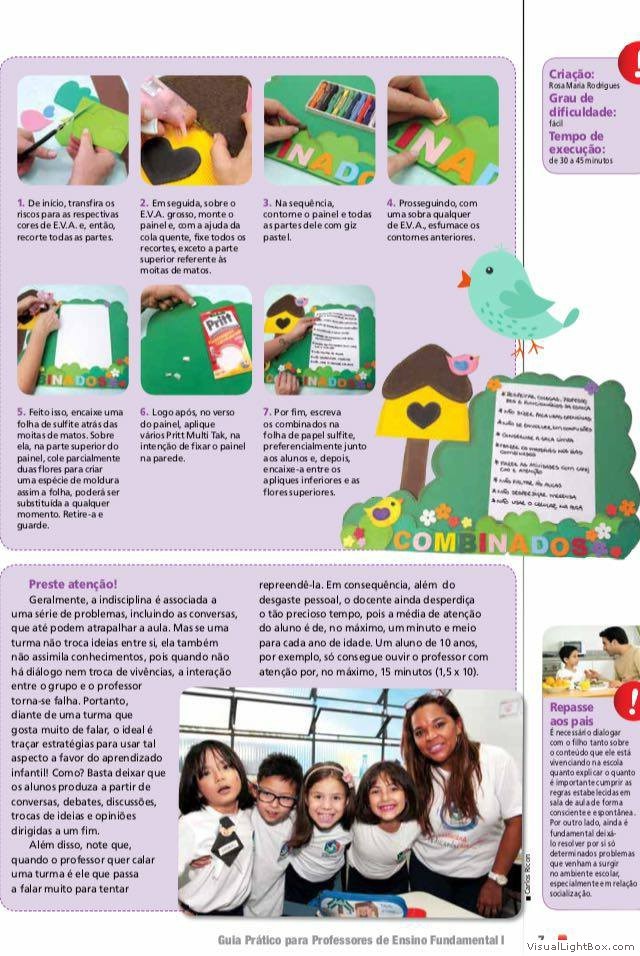 1. De início, transfira os
riscos para as respectivas
cores de E.V.A. e, então,
recorte todas as partes.
2. Em seguida, sobre o
E.V.A. grosso, monte o
painel e, com a ajuda da
cola quente, fixe todos os
recortes, exceto a parte
superior referente às
moitas de matos.
3. Na sequência,
contorne o painel e todas
as partes dele com giz
pastel.
4. Prosseguindo, com
uma sobra qualquer
de E.V.A., esfumace os
contornes anteriores.
5. Feito isso, encaixe uma
folha de sulfite atrás das
moitas de matos. Sobre
ela, na parte superior do
painel, cole parcialmente
duas flores para criar
uma espécie de moldura
assim a folha, poderá ser
substituída a qualquer
momento. Retire-a e
guarde.
Pritt
6. Logo após, no verso
do painel, aplique
vários Pritt Multi Tak, na
intenção de fixar o painel
na parede.
7. Por fim, escreva
os combinados na
folha de papel sulfite,
preferencialmente junto
aos alunos e, depois,
encaixe-a entre os
apliques inferiores e as
flores superiores.
COMBINADOS
Criação:
Rosa Maria Rodrigues
Grau de
dificuldade:
fácil
Tempo de
execução:
de 30 a 45 minutos
Preste atenção!
Geralmente, a indisciplina é associada a
uma série de problemas, incluindo as conversas,
que até podem atrapalhar a aula. Mas se uma
turma não troca ideias entre si, ela também
não assimila conhecimentos, pois quando não
há diálogo nem troca de vivências, a interação
entre o grupo e o professor
torna-se falha. Portanto,
diante de uma turma que
gosta muito de falar, o ideal é
traçar estratégias para usar tal
aspecto a favor do aprendizado
infantil! Como? Basta deixar que
os alunos produza a partir de
conversas, debates, discussões,
trocas de ideias e opiniões
dirigidas a um fim.
Além disso, note que,
quando o professor quer calar
uma turma é ele que passa
a falar muito para tentar
repreendê-la. Em consequência, além do
desgaste pessoal, o docente ainda desperdiça
o tão precioso tempo, pois a média de atenção
do aluno é de, no máximo, um minuto e meio
para cada ano de idade. Um aluno de 10 anos,
por exemplo, só consegue ouvir o professor com
atenção por, no máximo, 15 minutos (1,5 x 10).
Carlos Ricon
Repasse
aos pais
É necessário dialogar
com o filho tanto sobre
o conteúdo que ele está
vivenciando na escola
quanto explicar o quanto
é importante cumprir as
regras estabelecidas em
sala de aula de forma
consciente e espontânea.
Por outro lado, ainda é
fundamental deixá-
lo resolver por si só
determinados problemas
que venham a surgir
no ambiente escolar,
especialmente em relação
socialização.
Guia Prático para Professores de Ensino Fundamental I
7
VisualLightBox.com